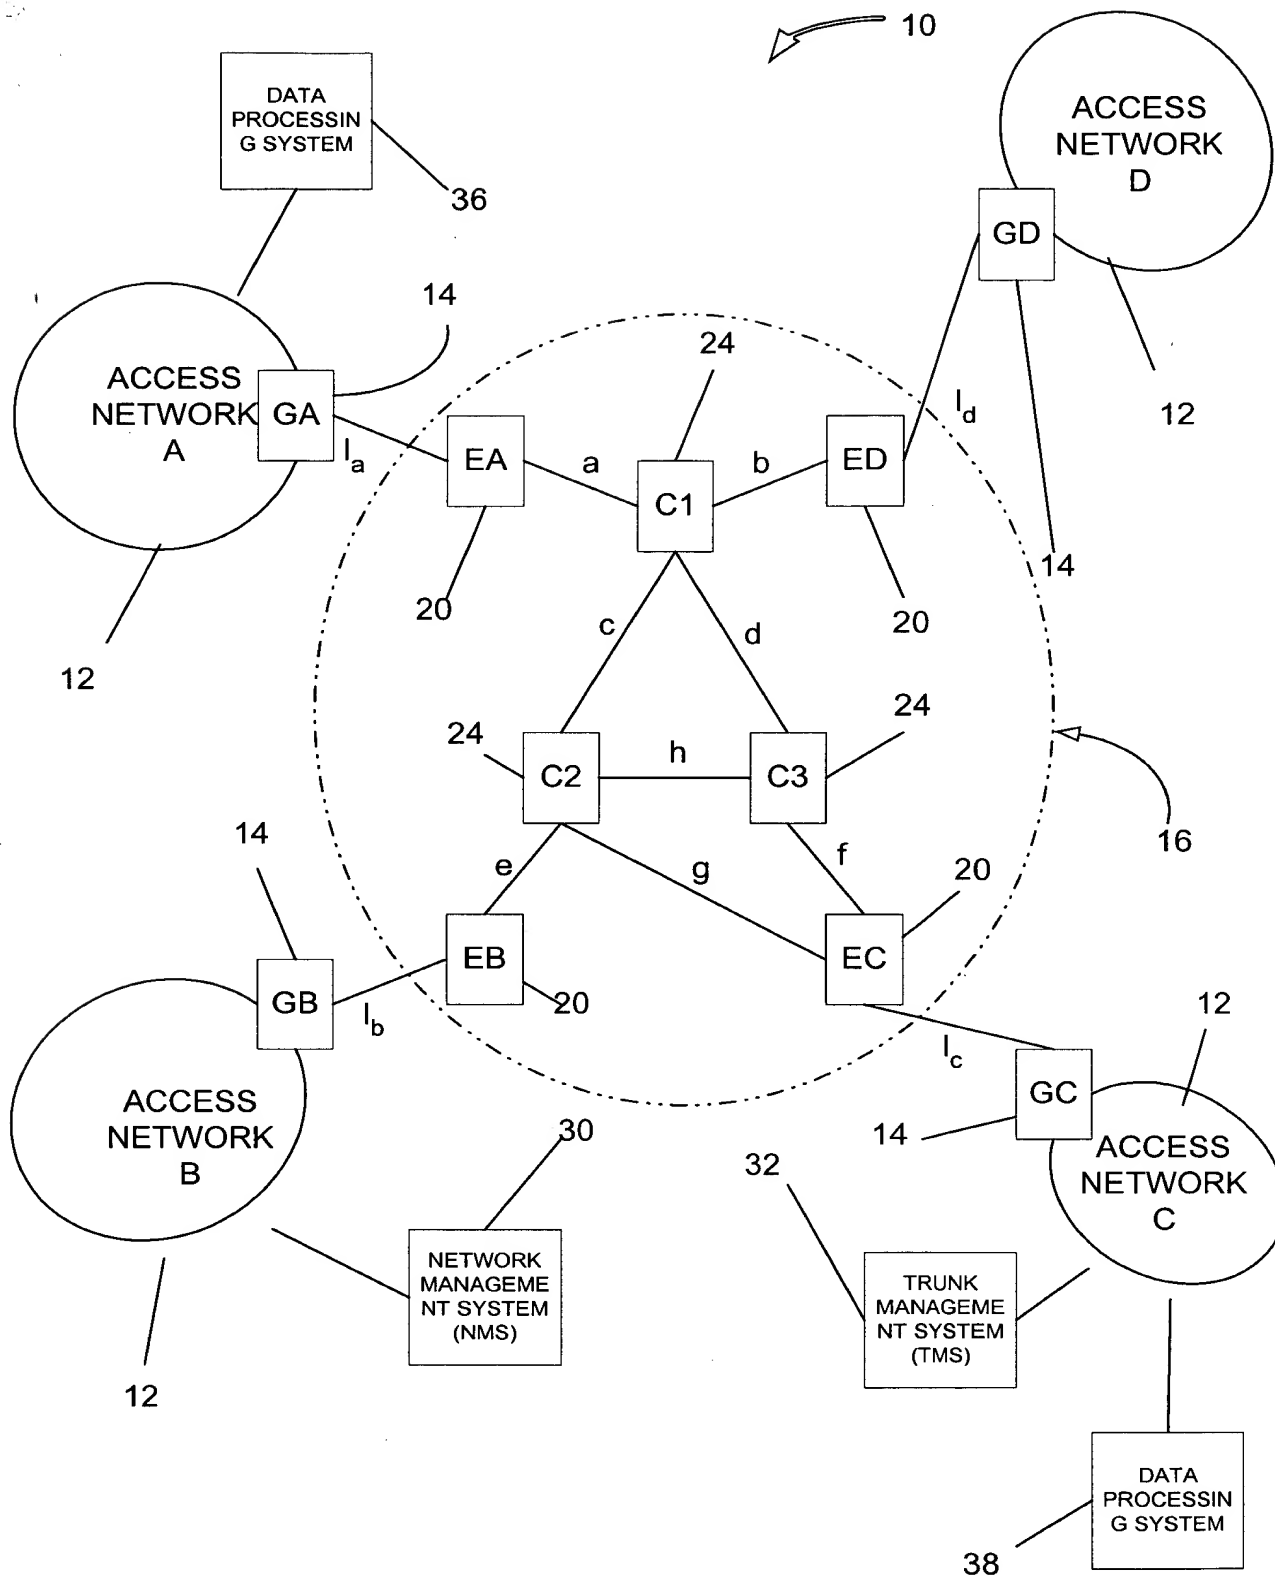 10
DATA
PROCESSIN
G SYSTEM
36
ACCESS
NETWORK
D
GD
14
12
ACCESS
NETWORK
A
GA
la
EA
20
a
24
C1
b
ED
20
ld
14
12
12
c
d
24
C2
h
C3
24
16
14
e
g
f
20
GB
lb
EB
20
EC
lc
12
GC
14
ACCESS
NETWORK
B
12
30
NETWORK
MANAGEME
NT SYSTEM
(NMS)
32
TRUNK
MANAGEME
NT SYSTEM
(TMS)
ACCESS
NETWORK
C
DATA
PROCESSIN
G SYSTEM
38